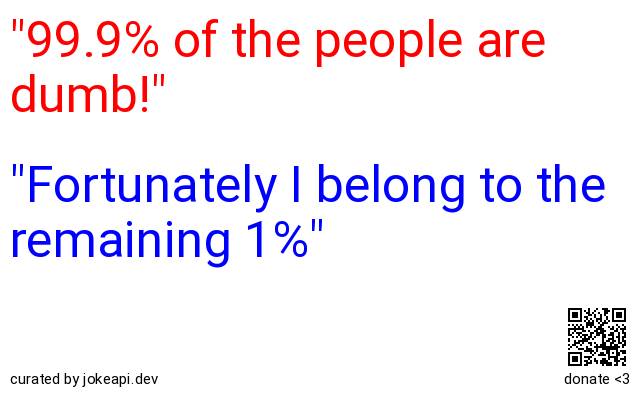 "99.9% of the people are
dumb!"
"Fortunately I belong to the
remaining 1%"
curated by jokeapi.dev
donate <3